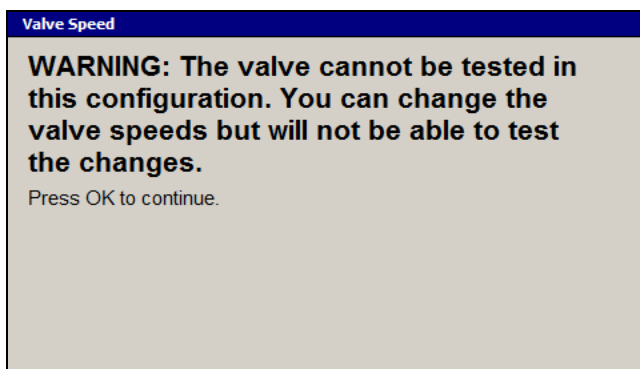 Valve Speed
WARNING: The valve cannot be tested in
this configuration. You can change the
valve speeds but will not be able to test
the changes.
Press OK to continue.